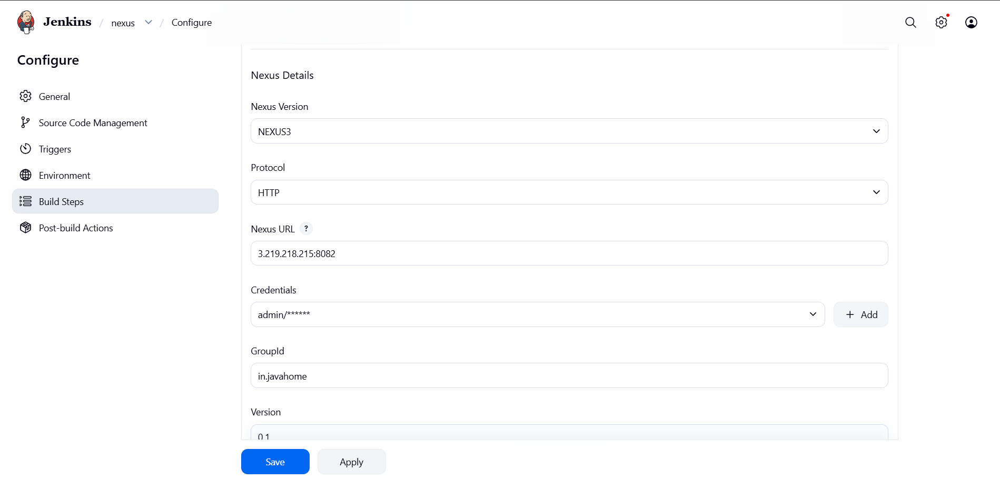 Jenkins / nexus / Configure
Configure
General
Source Code Management
Triggers
Environment
Build Steps
Post-build Actions
Nexus Details
Nexus Version
NEXUS3
Protocol
HTTP
Nexus URL ?
3.219.218.215:8082
Credentials
admin/******
+ Add
GroupId
in.javahome
Version
0.1
Save
Apply